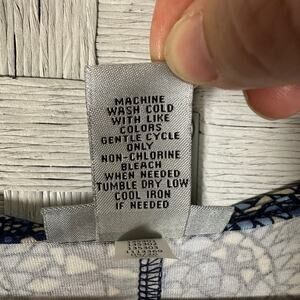 MACHINE
WASH COLD
WITH LIKE
COLORS
GENTLE CYCLE
ONLY
NON-CHLORINE
BLEACH
WHEN NEEDED
TUMBLE DRY LOW
COOL IRON
IF NEEDED